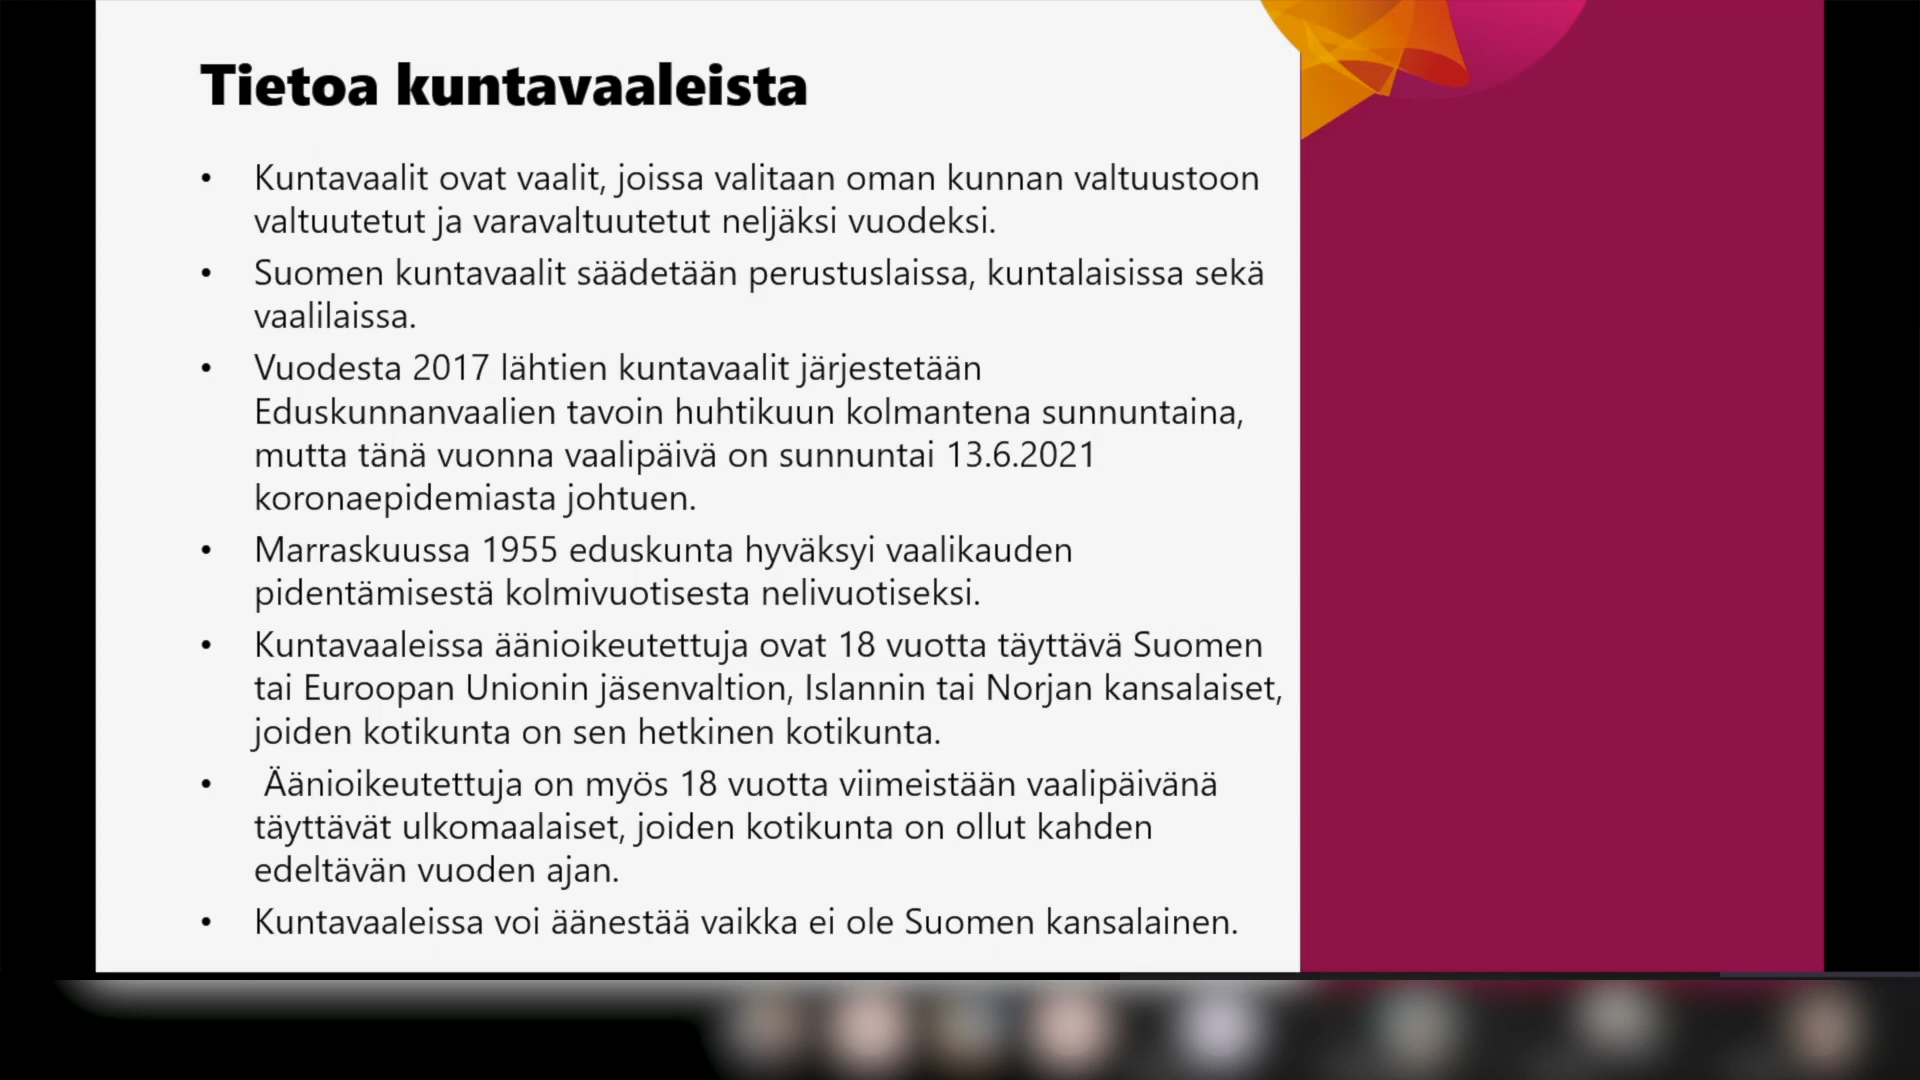 Tietoa kuntavaaleista
• Kuntavaalit ovat vaalit, joissa valitaan oman kunnan valtuustoon
valtuutetut ja varavaltuutetut neljäksi vuodeksi.
• Suomen kuntavaalit säädetään perustuslaissa, kuntalaisissa sekä
vaalilaissa.
• Vuodesta 2017 lähtien kuntavaalit järjestetään
Eduskunnanvaalien tavoin huhtikuun kolmantena sunnuntaina,
mutta tänä vuonna vaalipäivä on sunnuntai 13.6.2021
koronaepidemiasta johtuen.
• Marraskuussa 1955 eduskunta hyväksyi vaalikauden
pidentämisestä kolmivuotisesta nelivuotiseksi.
• Kuntavaaleissa äänioikeutettuja ovat 18 vuotta täyttävä Suomen
tai Euroopan Unionin jäsenvaltion, Islannin tai Norjan kansalaiset,
joiden kotikunta on sen hetkinen kotikunta.
• Äänioikeutettuja on myös 18 vuotta viimeistään vaalipäivänä
täyttävät ulkomaalaiset, joiden kotikunta on ollut kahden
edeltävän vuoden ajan.
• Kuntavaaleissa voi äänestää vaikka ei ole Suomen kansalainen.